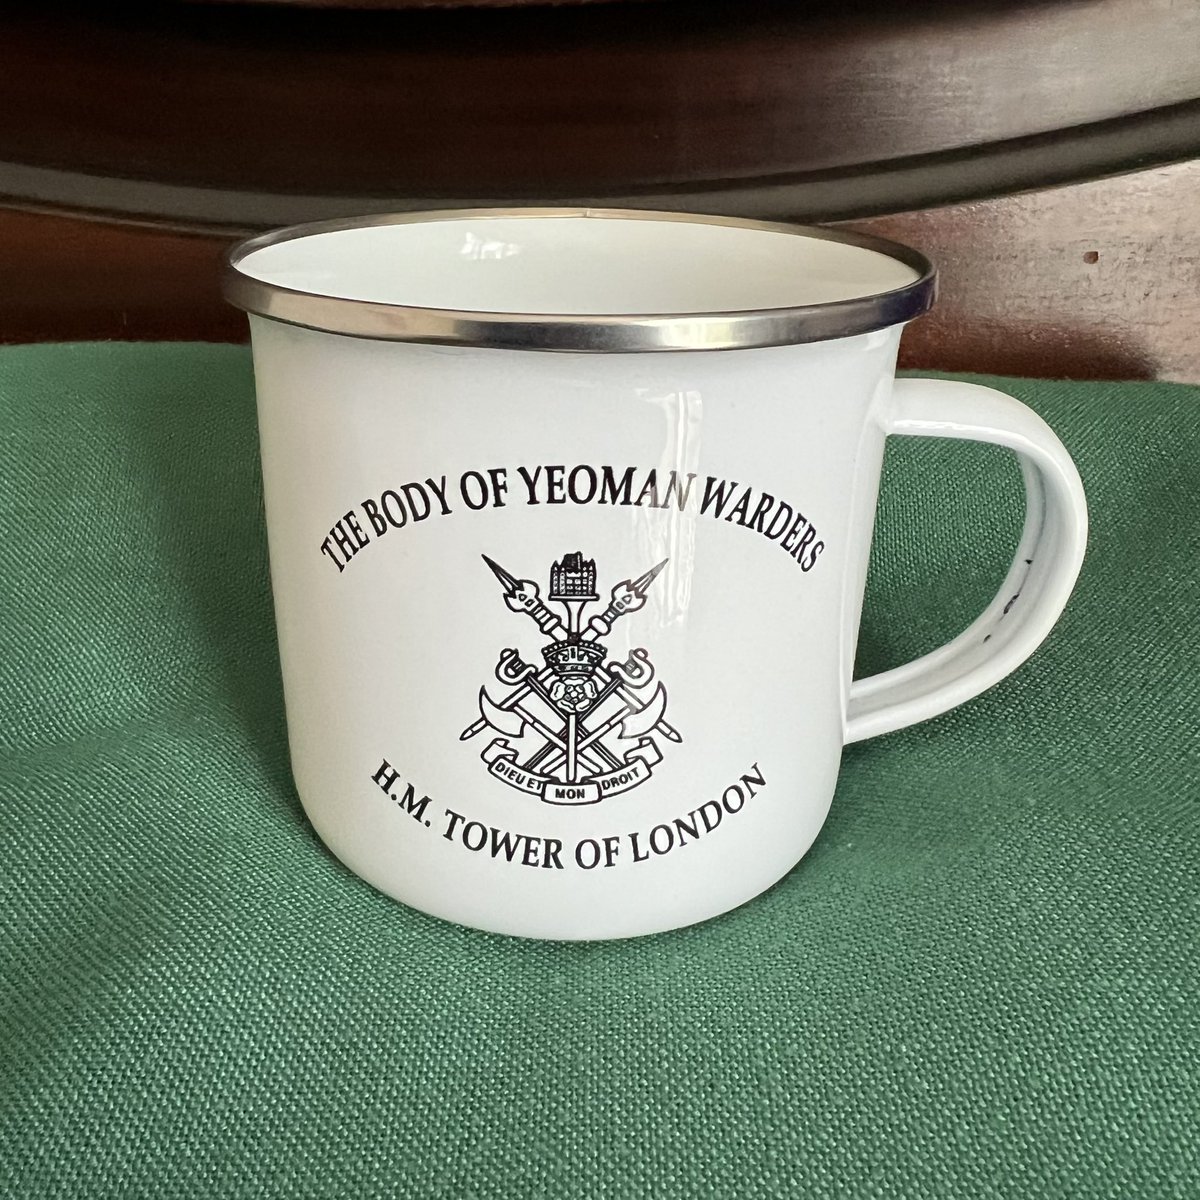 THE BODY OF YEOMAN WARDERS
DIEU ET MON DROIT
H.M. TOWER OF LONDON